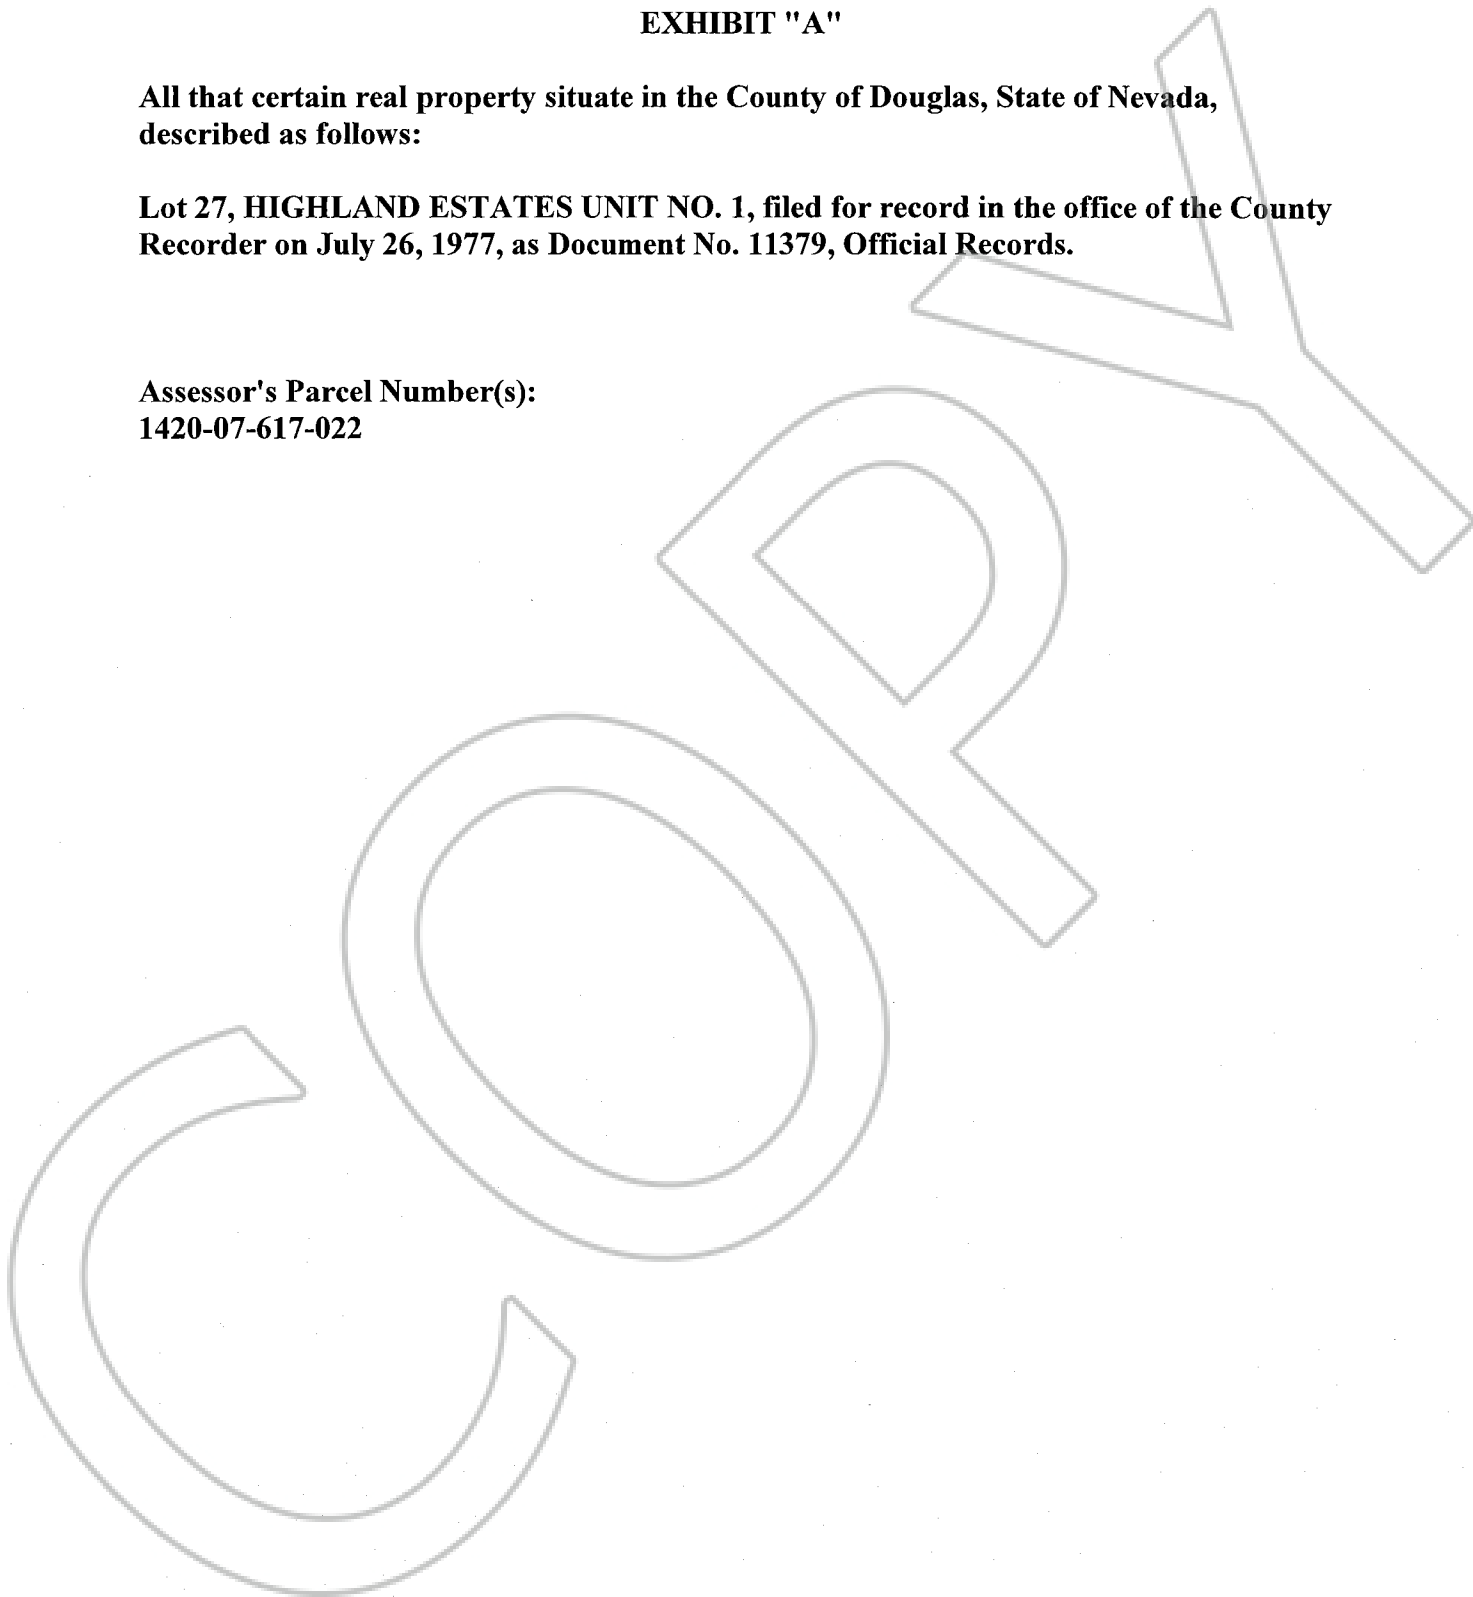 EXHIBIT "A"
All that certain real property situate in the County of Douglas, State of Nevada,
described as follows:
Lot 27, HIGHLAND ESTATES UNIT NO. 1, filed for record in the office of the County
Recorder on July 26, 1977, as Document No. 11379, Official Records.
Assessor's Parcel Number(s):
1420-07-617-022
COPY